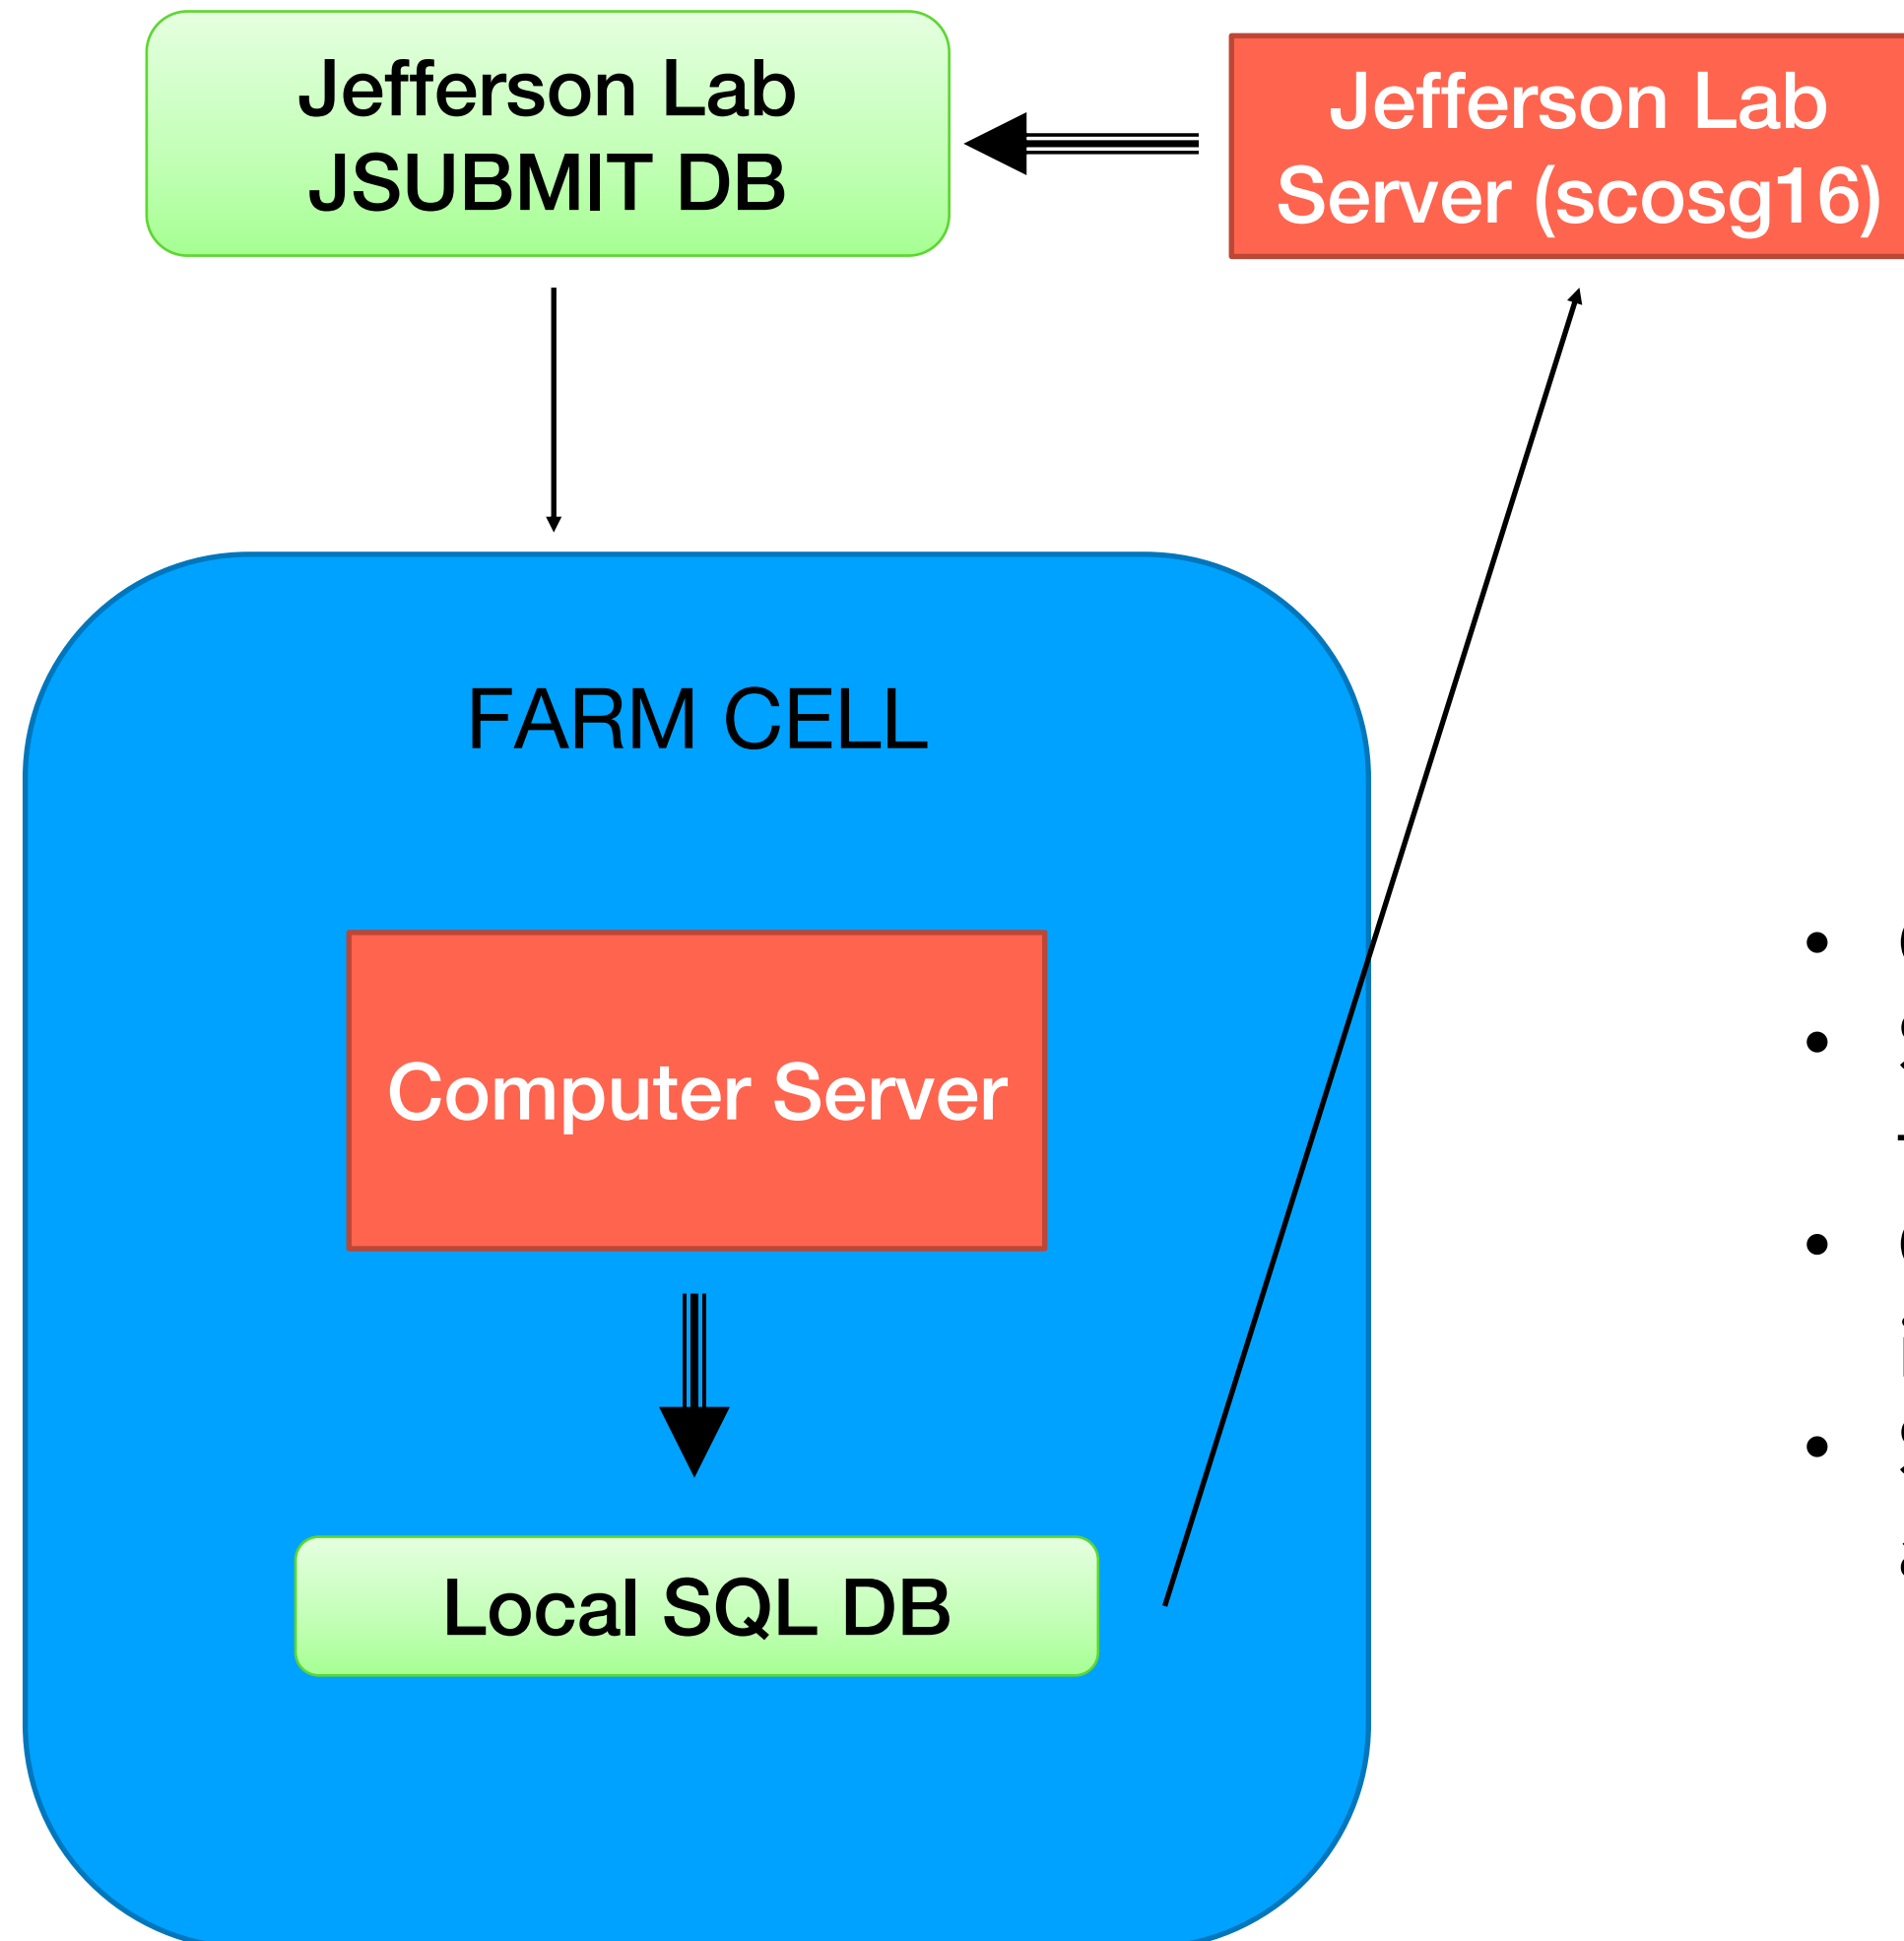 Jefferson Lab
JSUBMIT DB
Jefferson Lab
Server (scosg16)
FARM CELL
Computer Server
Local SQL DB